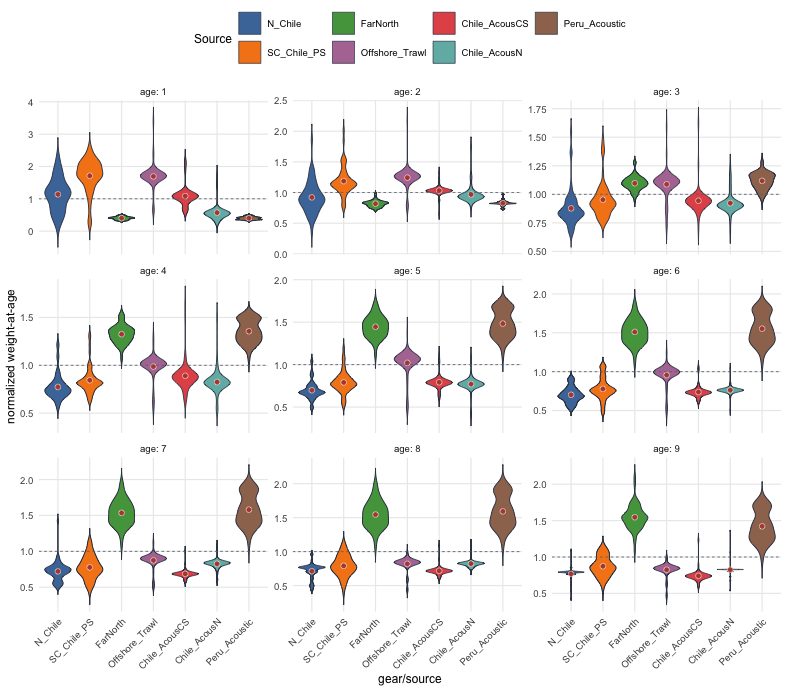 Source
N_Chile
FarNorth
Chile_AcousCS
Peru_Acoustic
SC_Chile_PS
Offshore_Trawl
Chile_AcousN
age: 1
age: 2
age: 3
4
3
2
1
0
2.5
2.0
1.5
1.0
0.5
0.0
1.75
1.50
1.25
1.00
0.75
0.50
normalized weight-at-age
age: 4
age: 5
age: 6
1.5
1.0
0.5
2.0
1.5
1.0
0.5
2.0
1.5
1.0
0.5
age: 7
age: 8
age: 9
2.0
1.5
1.0
0.5
2.0
1.5
1.0
0.5
2.0
1.5
1.0
0.5
N_Chile
SC_Chile_PS
FarNorth
Offshore_Trawl
Chile_AcousCS
Chile_AcousN
Peru_Acoustic
N_Chile
SC_Chile_PS
FarNorth
Offshore_Trawl
Chile_AcousCS
Chile_AcousN
Peru_Acoustic
N_Chile
SC_Chile_PS
FarNorth
Offshore_Trawl
Chile_AcousCS
Chile_AcousN
Peru_Acoustic
gear/source